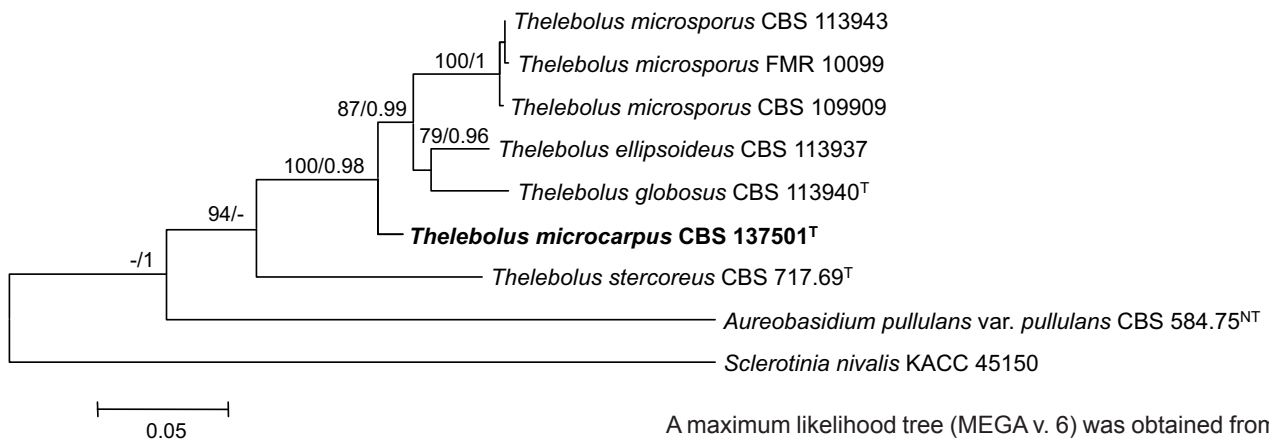 Thelebolus microsporus CBS 113943
100/1
Thelebolus microsporus FMR 10099
87/0.99
Thelebolus microsporus CBS 109909
79/0.96
Thelebolus ellipsoideus CBS 113937
100/0.98
Thelebolus globosus CBS 113940ᵀ
94/-
Thelebolus microcarpus CBS 137501ᵀ
-/1
Thelebolus stercoreus CBS 717.69ᵀ
Aureobasidium pullulans var. pullulans CBS 584.75ᴺᵀ
Sclerotinia nivalis KACC 45150
0.05
A maximum likelihood tree (MEGA v. 6) was obtained from